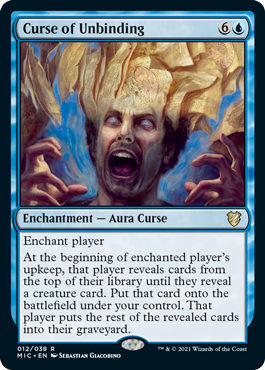 Curse of Unbinding 6
Enchantment — Aura Curse
Enchant player
At the beginning of enchanted player's
upkeep, that player reveals cards from
the top of their library until they reveal
a creature card. Put that card onto the
battlefield under your control. That
player puts the rest of the revealed cards
into their graveyard.
012/038 R
MIC • EN Sebastian Giacobino ™ & © 2021 Wizards of the Coast